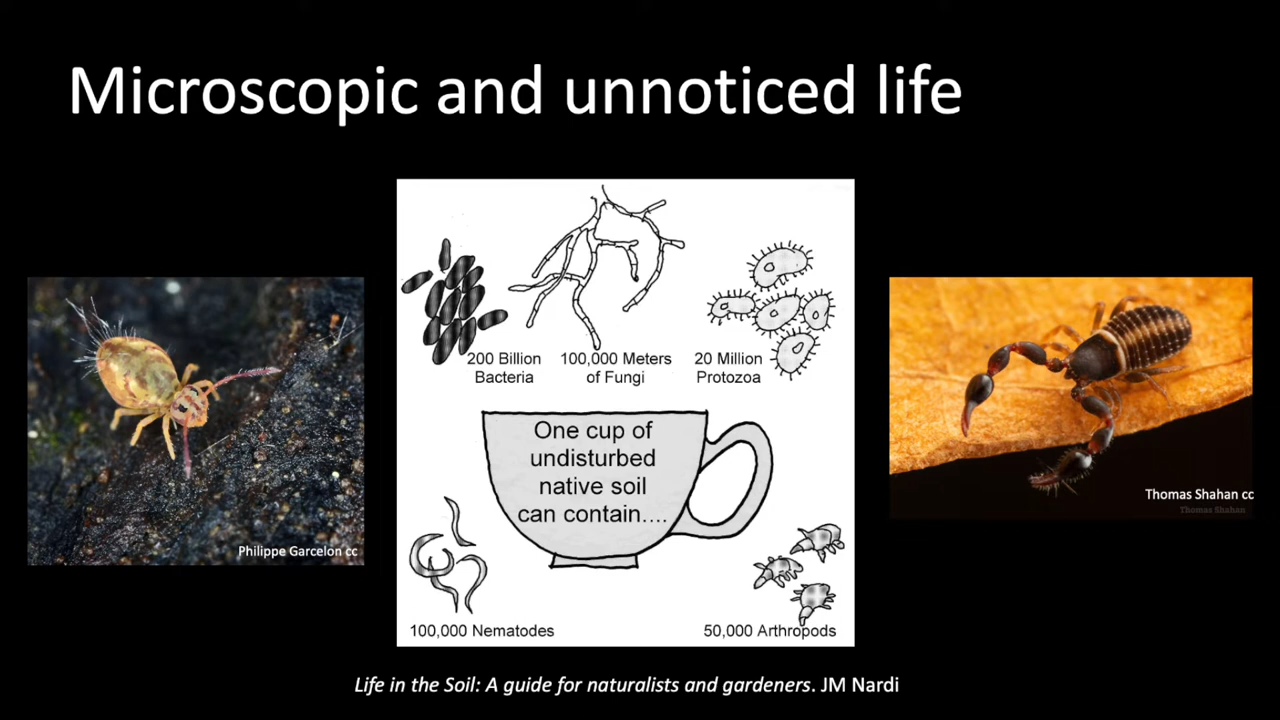 Microscopic and unnoticed life
200 Billion
Bacteria
100,000 Meters
of Fungi
20 Million
Protozoa
One cup of
undisturbed
native soil
can contain....
100,000 Nematodes
50,000 Arthropods
Philippe Garcelon cc
Thomas Shahan cc
Thomas Shahan
Life in the Soil: A guide for naturalists and gardeners. JM Nardi